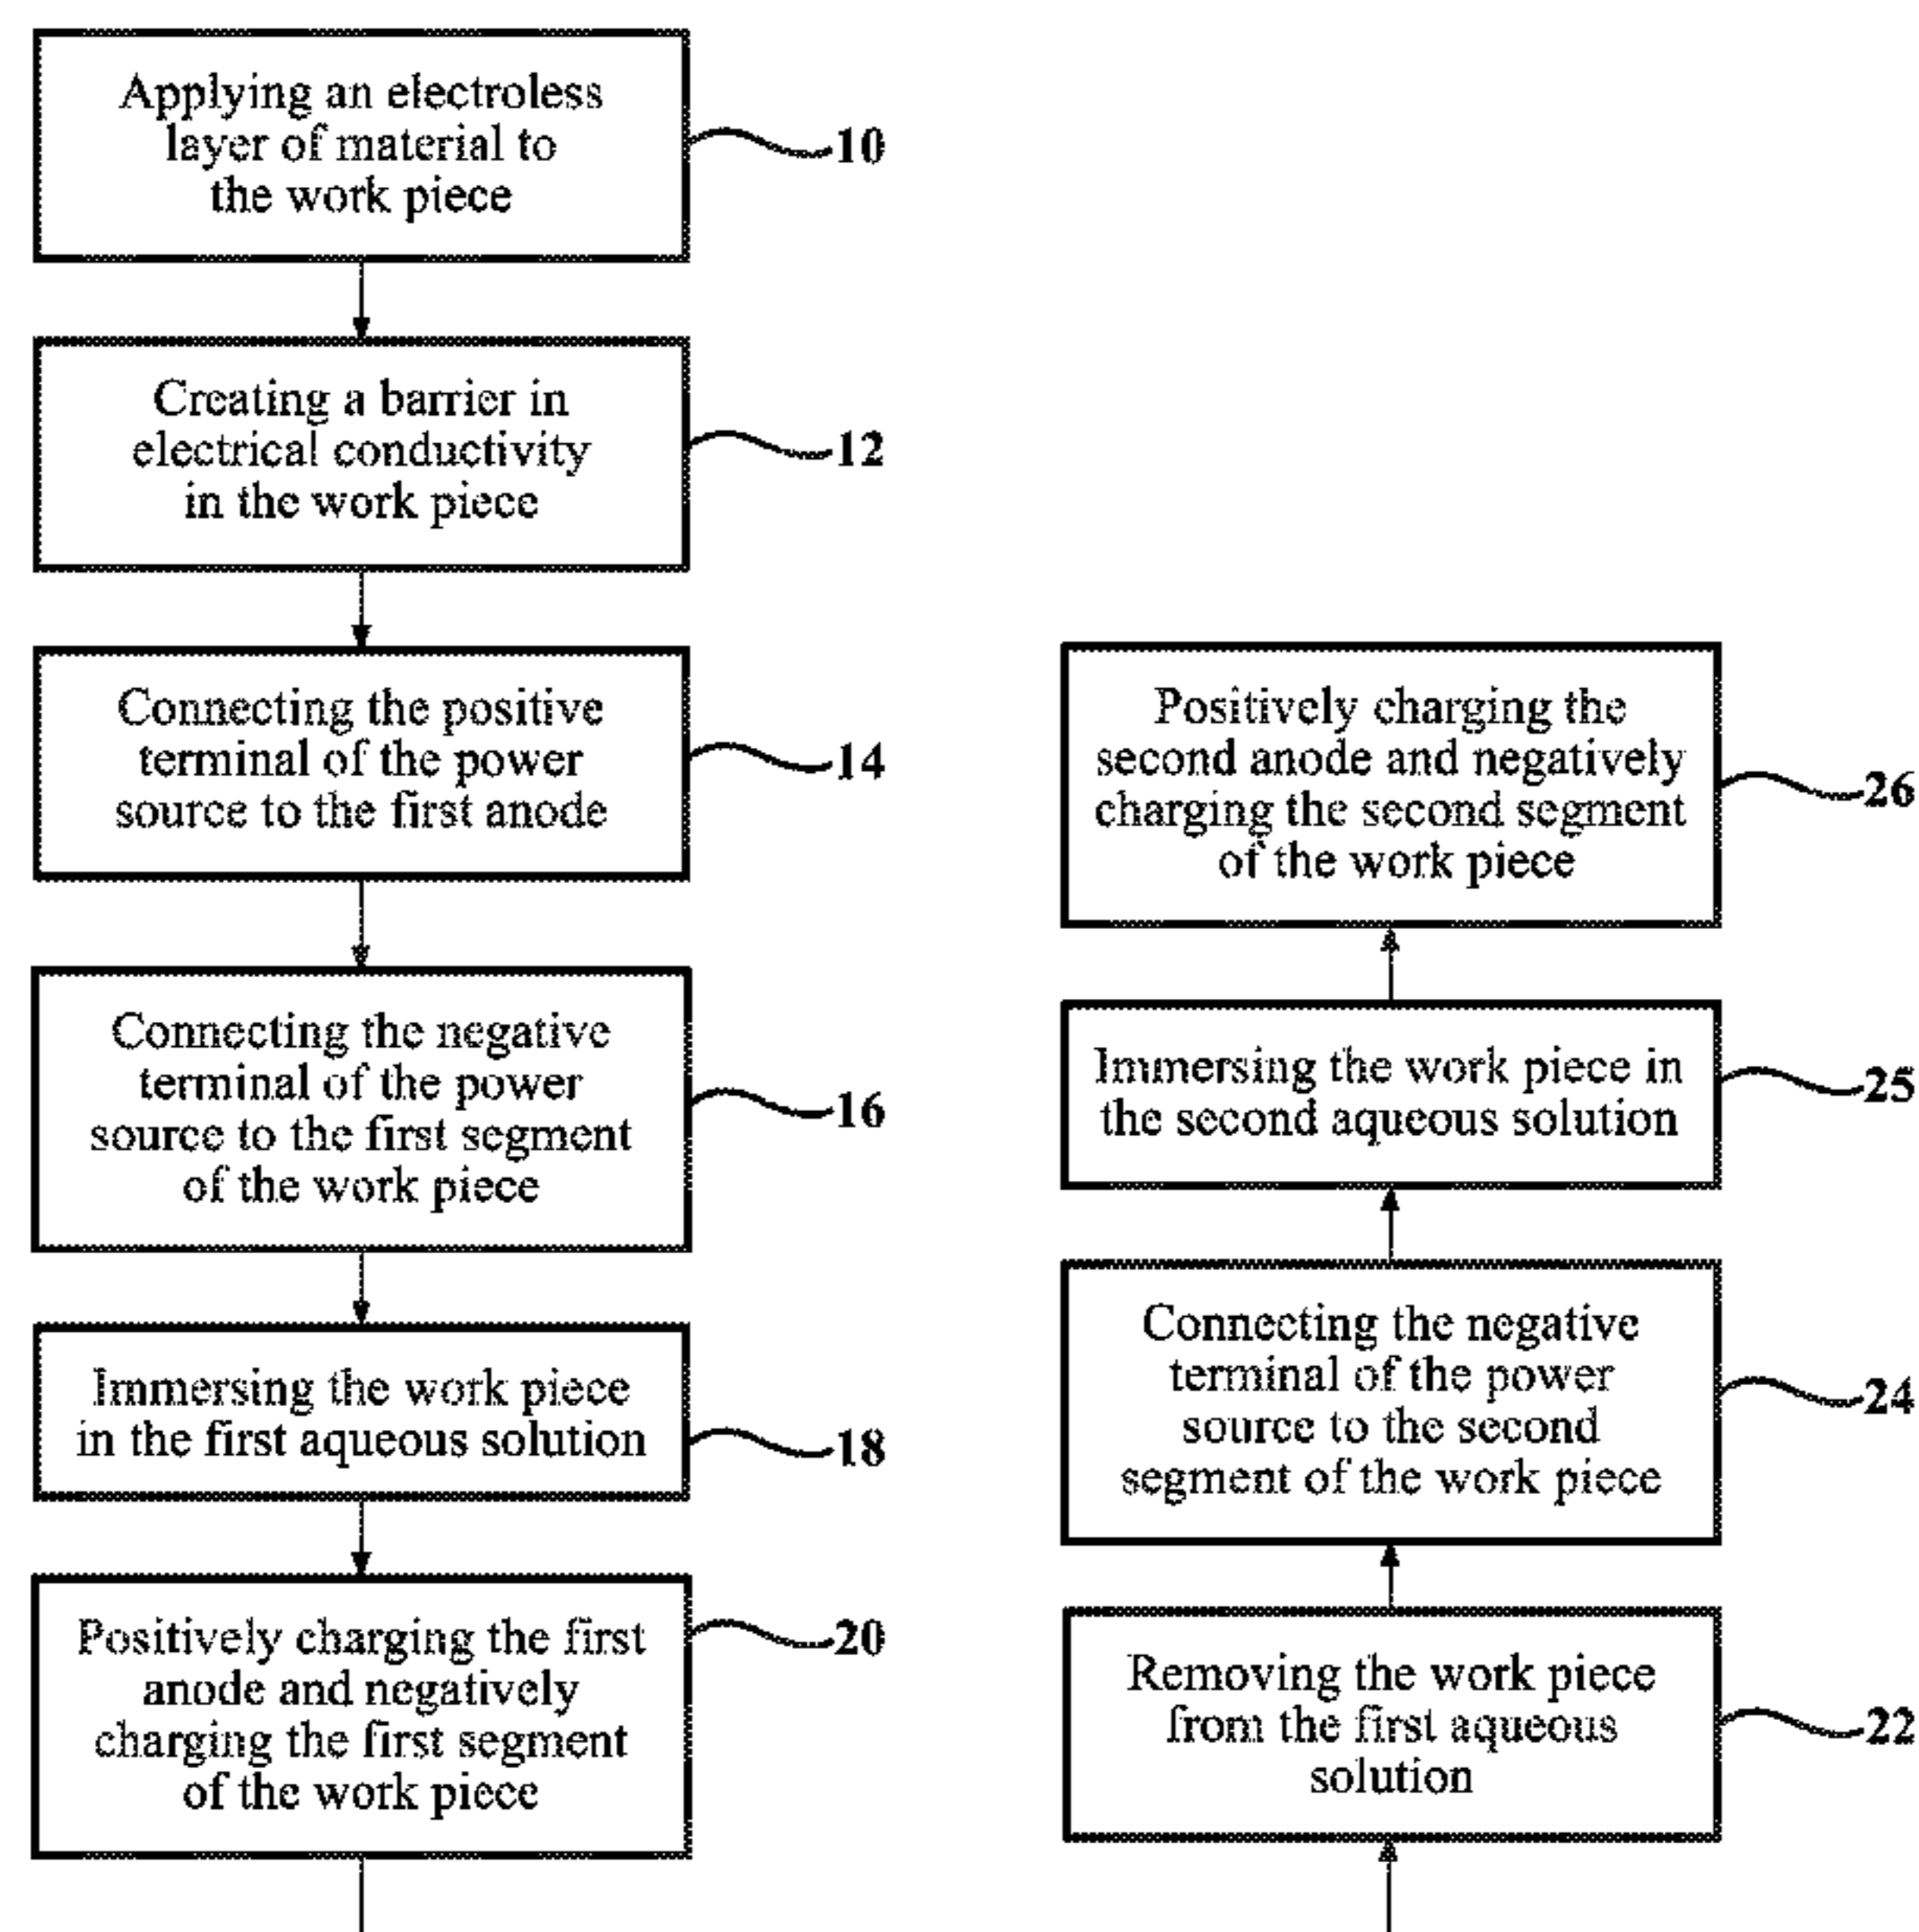 Applying an electroless
layer of material to
the work piece
10
Creating a barrier in
electrical conductivity
in the work piece
12
Connecting the positive
terminal of the power
source to the first anode
14
Connecting the negative
terminal of the power
source to the first segment
of the work piece
16
Immersing the work piece
in the first aqueous solution
18
Positively charging the first
anode and negatively
charging the first segment
of the work piece
20
Removing the work piece
from the first aqueous
solution
22
Connecting the negative
terminal of the power
source to the second
segment of the work piece
24
Immersing the work piece in
the second aqueous solution
25
Positively charging the
second anode and negatively
charging the second segment
of the work piece
26